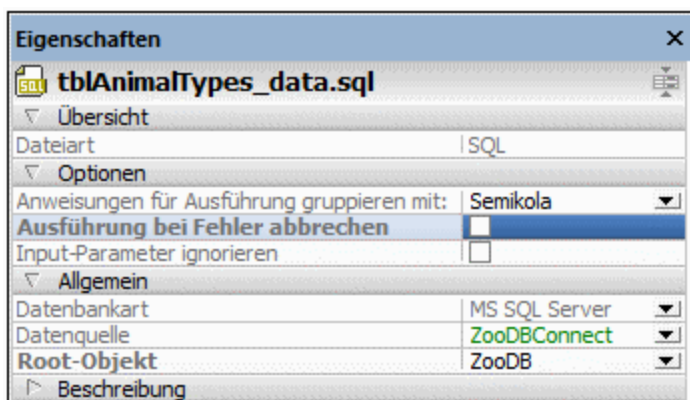 Eigenschaften
tblAnimalTypes_data.sql
Übersicht
Dateiart SQL
Optionen
Anweisungen für Ausführung gruppieren mit: Semikola
Ausführung bei Fehler abbrechen
Input-Parameter ignorieren
Allgemein
Datenbankart MS SQL Server
Datenquelle ZooDBConnect
Root-Objekt ZooDB
Beschreibung